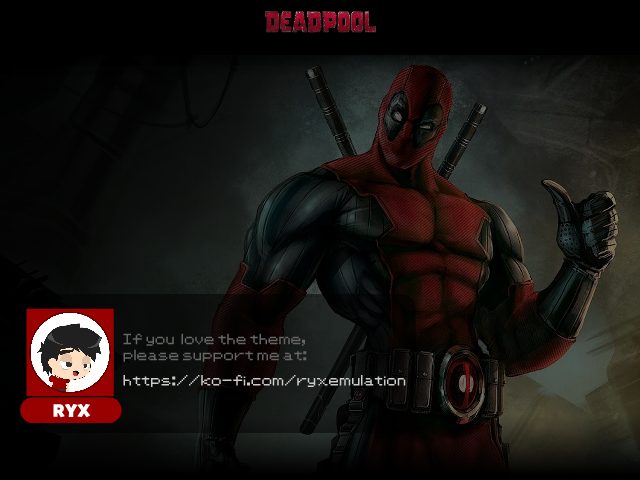 DEADPOOL
If you love the theme,
please support me at:
https://ko-fi.com/ryxemulation
RYX